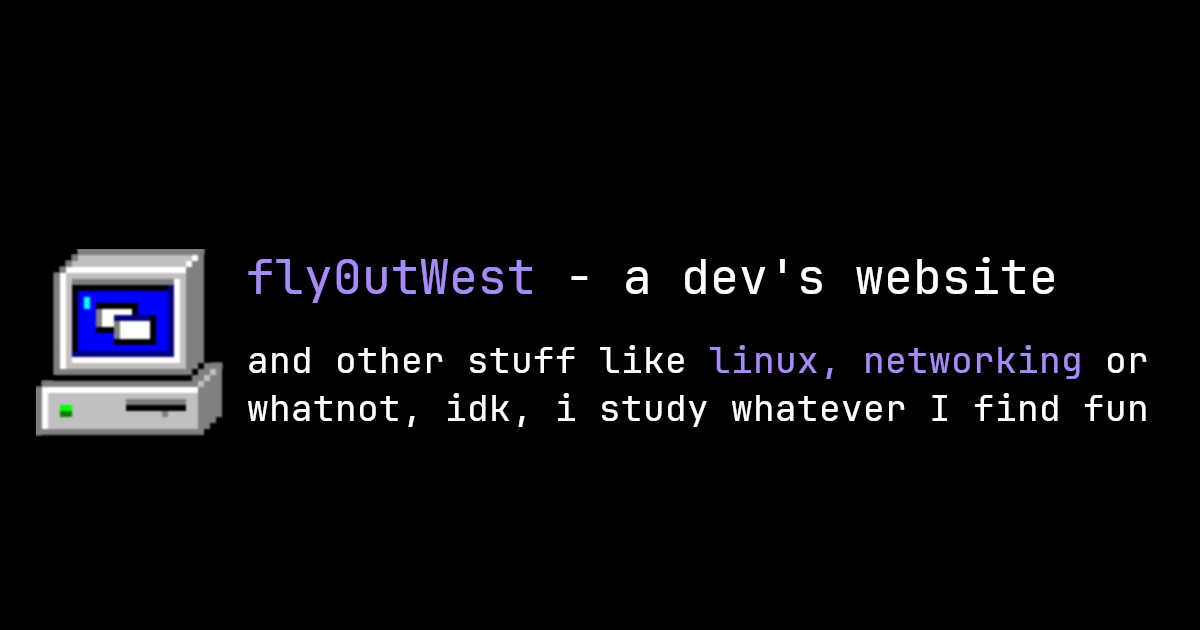 fly0utWest - a dev's website
and other stuff like linux, networking or
whatnot, idk, i study whatever I find fun